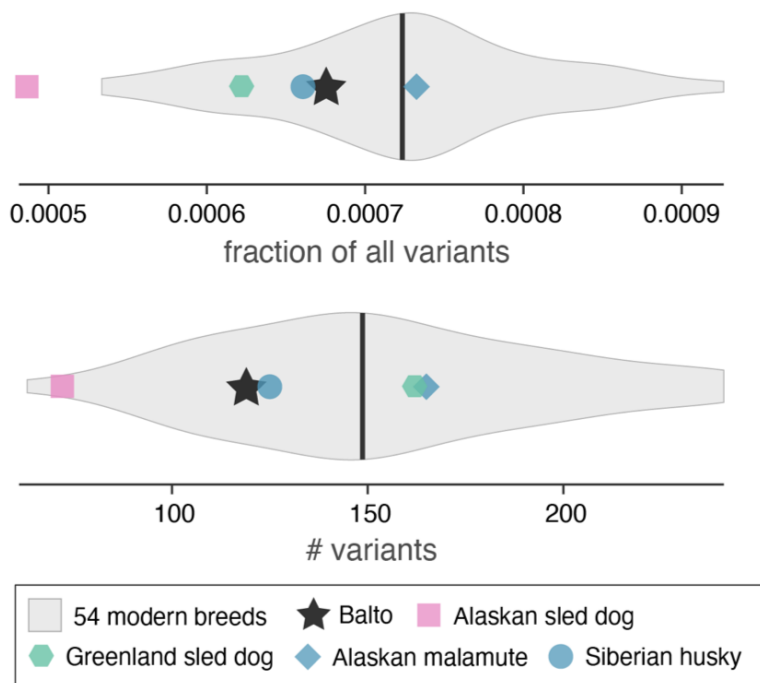 0.0005 0.0006 0.0007 0.0008 0.0009
fraction of all variants
100 150 200
# variants
54 modern breeds Balto Alaskan sled dog
Greenland sled dog Alaskan malamute Siberian husky